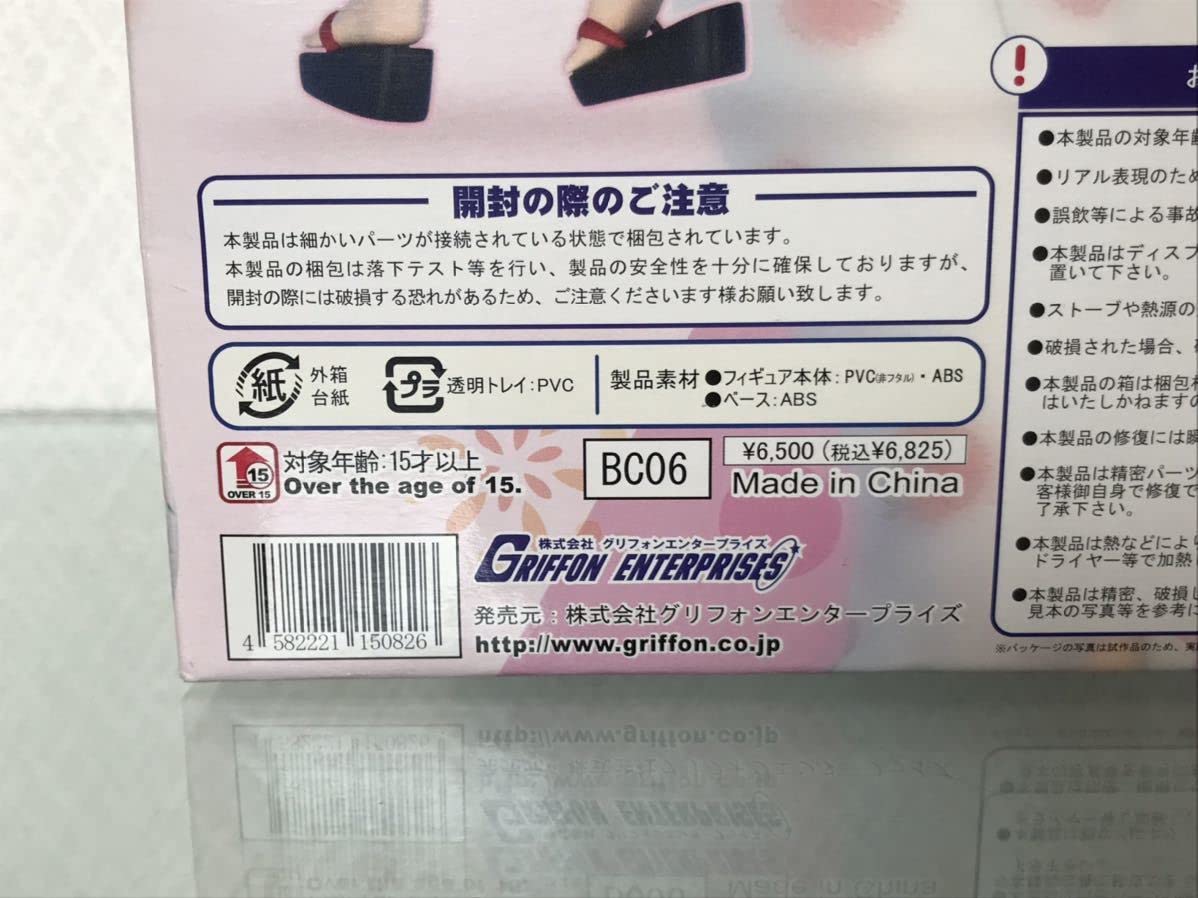 開封の際のご注意
本製品は細かいパーツが接続されている状態で梱包されています。
本製品の梱包は落下テスト等を行い、製品の安全性を十分に確保しておりますが、
開封の際には破損する恐れがあるため、ご注意くださいます様お願い致します。
紙 外箱
台紙
プラ 透明トレイ:PVC
製品素材 ●フィギュア本体:PVC(非フタル)・ABS
●ベース:ABS
15
OVER 15
対象年齢:15才以上
Over the age of 15.
BC06
¥6,500(税込¥6,825)
Made in China
4 582221 150826
株式会社 グリフォンエンタープライズ
GRIFFON ENTERPRISES
発売元:株式会社グリフォンエンタープライズ
http://www.griffon.co.jp
!
●本製品の対象年齢
●リアル表現のため
●誤飲等による事故
●本製品はディスプ
置いて下さい。
●ストーブや熱源の
●破損された場合、
●本製品の箱は梱包
はいたしかねますの
●本製品の修復には瞬
●本製品は精密パーツ
客様御自身で修復で
了承下さい。
●本製品は熱などにより
ドライヤー等で加熱し
●本製品は精密、破損し
見本の写真等を参考に
※パッケージの写真は試作品のため、実